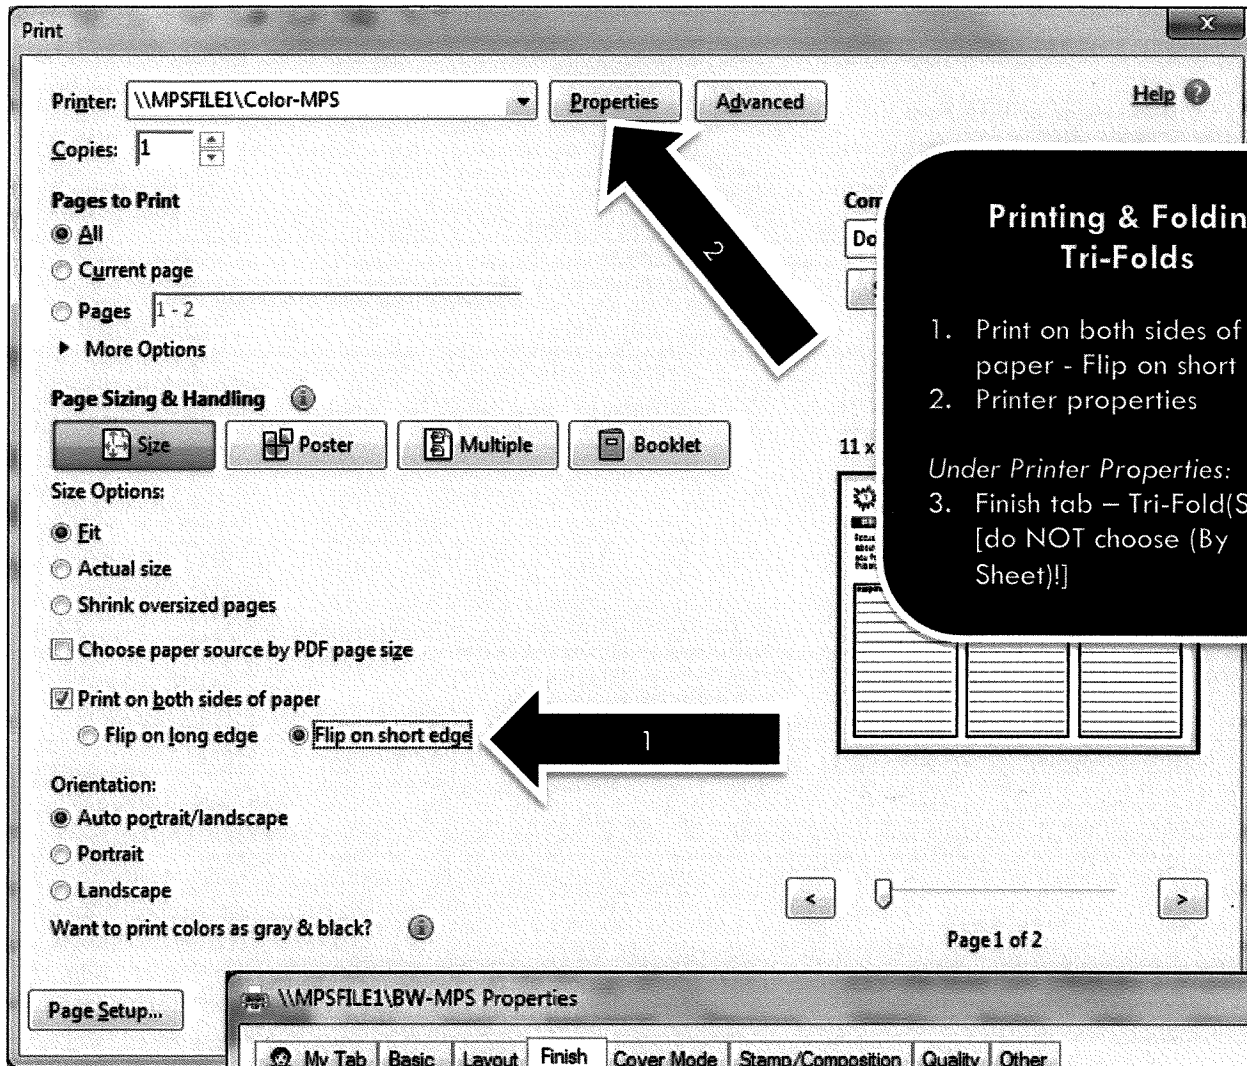 Print
X
Printer: \\MPSFILE1\Color-MPS Properties Advanced Help ?
Copies: 1
Pages to Print
All
Current page
Pages 1 - 2
More Options
Page Sizing & Handling
Size Poster Multiple Booklet
Size Options:
Fit
Actual size
Shrink oversized pages
Choose paper source by PDF page size
Print on both sides of paper
Flip on long edge Flip on short edge
Orientation:
Auto portrait/landscape
Portrait
Landscape
Want to print colors as gray & black?
Page Setup...
2
1
Com
Do
11 x
Printing & Foldin
Tri-Folds
1. Print on both sides of
paper - Flip on short
2. Printer properties
Under Printer Properties:
3. Finish tab – Tri-Fold(S
[do NOT choose (By
Sheet)!]
< >
Page 1 of 2
\\MPSFILE1\BW-MPS Properties
My Tab Basic Layout Finish Cover Mode Stamp/Composition Quality Other